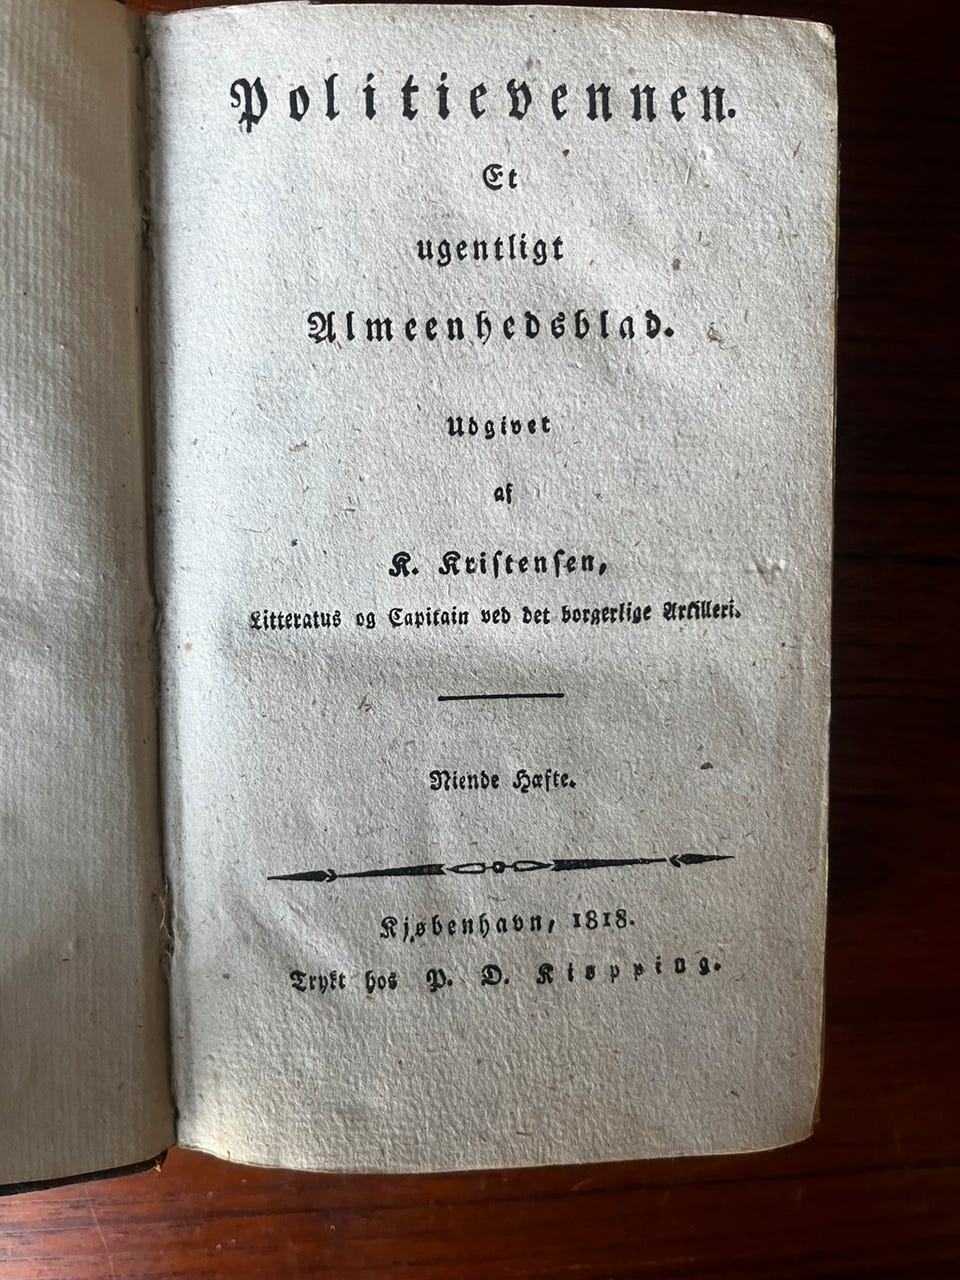 Politievennen.
Et
ugentligt
Almeenhedsblad.
Udgivet
af
K. Kristensen,
Litteratus og Capitain ved det borgerlige Artilleri.
Niende Hæfte.
Kjøbenhavn, 1818.
Trykt hos P. D. Kiøpping.